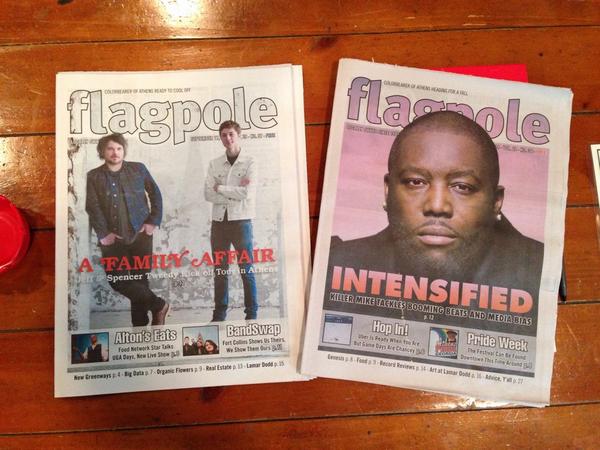 COLORBEARER OF ATHENS READY TO COOL OFF
flagpole
A FAMILY AFFAIR
Jeff & Spencer Tweedy Kick off Tour in Athens
Alton's Eats
Food Network Star Talks
UGA Days, New Live Show
BandSwap
Fort Collins Shows Us Theirs,
We Show Them Ours
New Greenways p. 4 · Big Data p. 7 · Organic Flowers p. 9 · Real Estate p. 13 · Lamar Dodd p. 15
COLORBEARER OF ATHENS HEADING FOR A FALL
flagpole
INTENSIFIED
KILLER MIKE TACKLES BOOMING BEATS AND MEDIA BIAS
p. 12
Hop In!
Uber Is Ready When You Are
But Game Days Are Chancey
Pride Week
The Festival Can Be Found
Downtown This Time Around
Genesis p. 8 · Food p. 11 · Record Reviews p. 14 · Art at Lamar Dodd p. 16 · Advice, Y'all p. 27